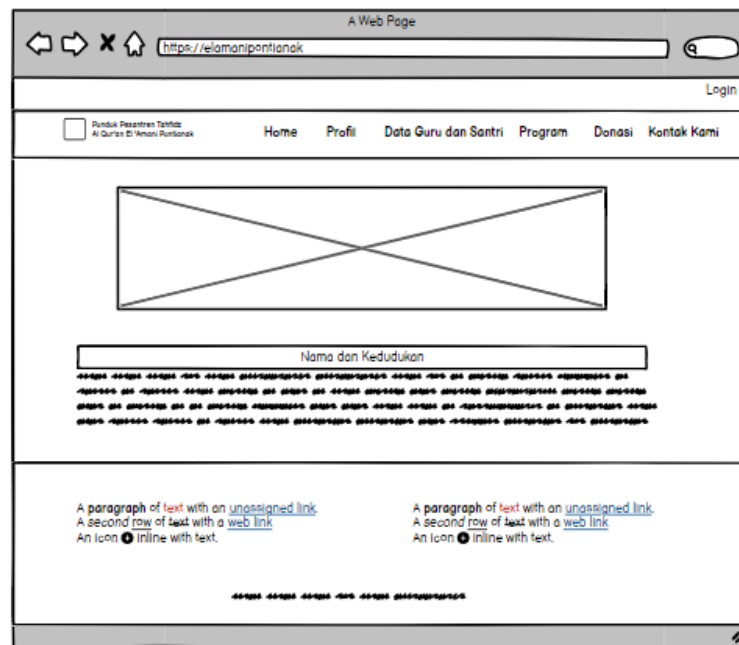 A Web Page
https://elamanipontianak
Login
Punduk Pesantren Tahfidz
Al Qur'an El 'Amani Pontianak
Home Profil Data Guru dan Santri Program Donasi Kontak Kami
Nama dan Kedudukan
A paragraph of text with an unassigned link.
A second row of text with a web link
An icon inline with text.
A paragraph of text with an unassigned link.
A second row of text with a web link
An icon inline with text.